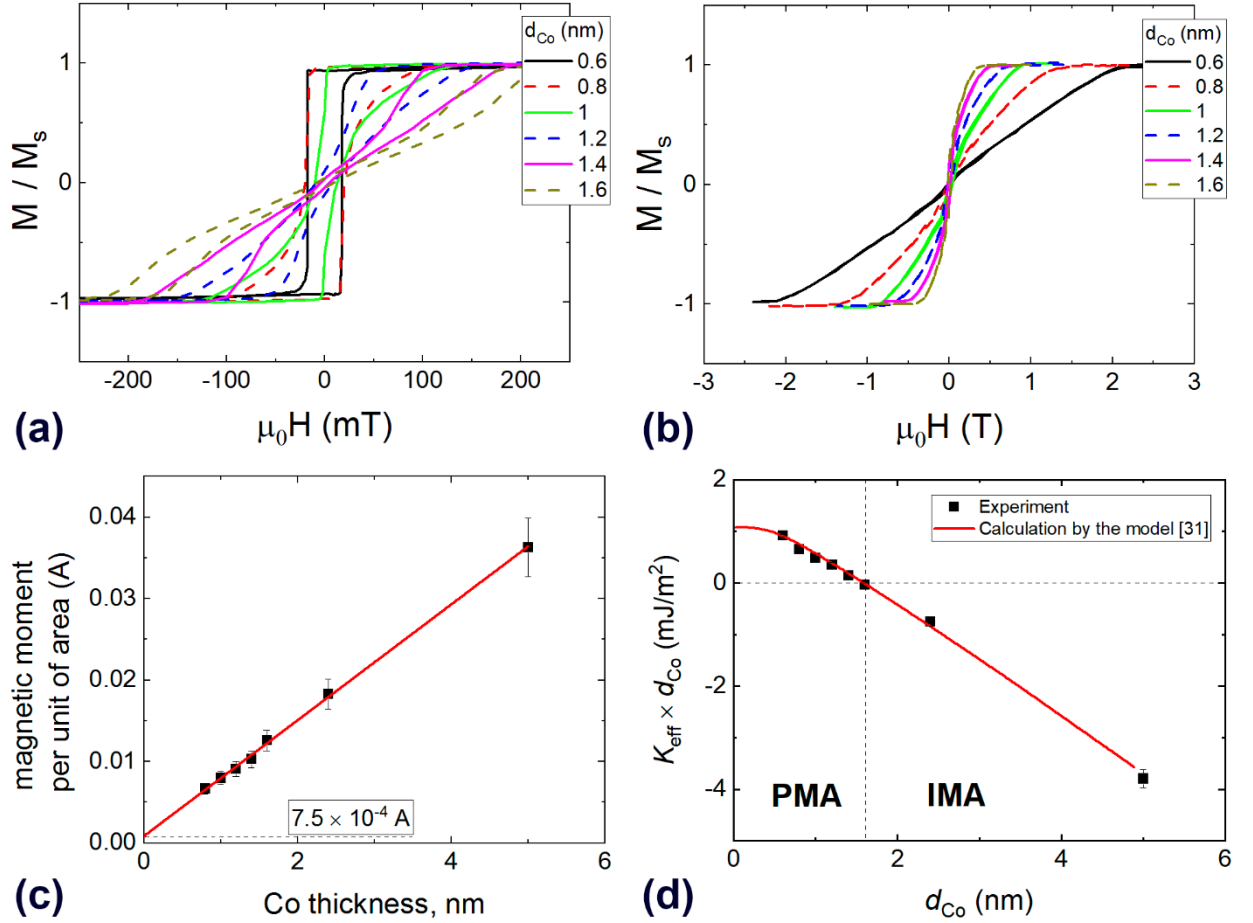 d_Co (nm)
0.6
0.8
1
1.2
1.4
1.6
1
0
-1
M / M_s
-200
-100
0
100
200
(a)
μ₀H (mT)
d_Co (nm)
0.6
0.8
1
1.2
1.4
1.6
1
0
-1
M / M_s
-3
-2
-1
0
1
2
3
(b)
μ₀H (T)
0.04
0.03
0.02
0.01
0.00
magnetic moment
per unit of area (A)
7.5 × 10⁻⁴ A
0
2
4
6
(c)
Co thickness, nm
2
0
-2
-4
K_eff × d_Co (mJ/m²)
Experiment
Calculation by the model [31]
PMA
IMA
0
2
4
6
(d)
d_Co (nm)